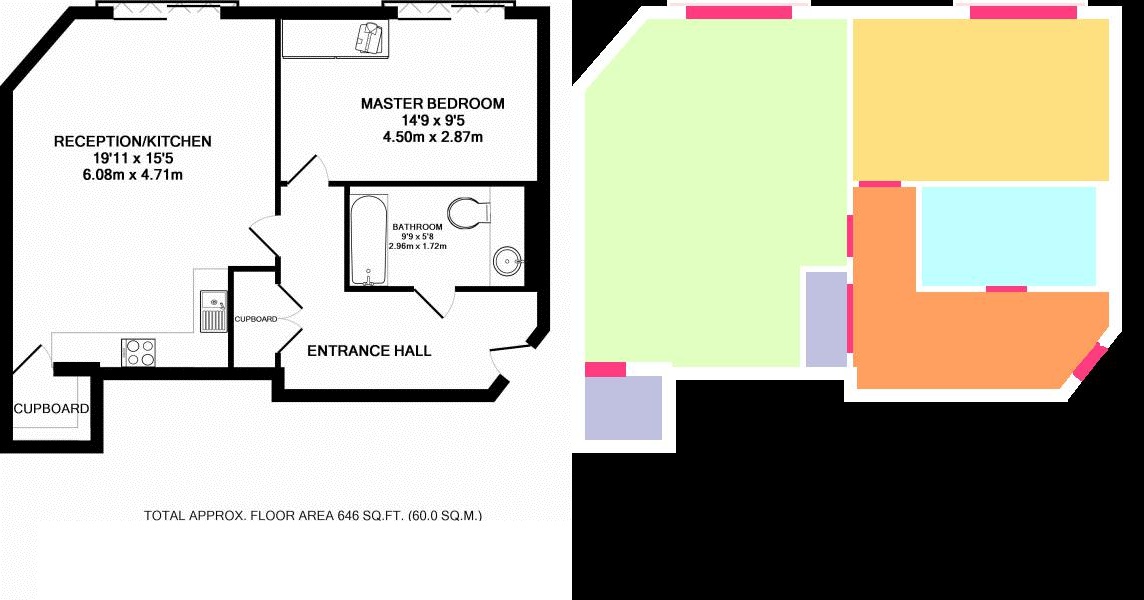 RECEPTION/KITCHEN
19'11 x 15'5
6.08m x 4.71m
MASTER BEDROOM
14'9 x 9'5
4.50m x 2.87m
BATHROOM
9'9 x 5'8
2.96m x 1.72m
CUPBOARD
ENTRANCE HALL
CUPBOARD
TOTAL APPROX. FLOOR AREA 646 SQ.FT. (60.0 SQ.M.)